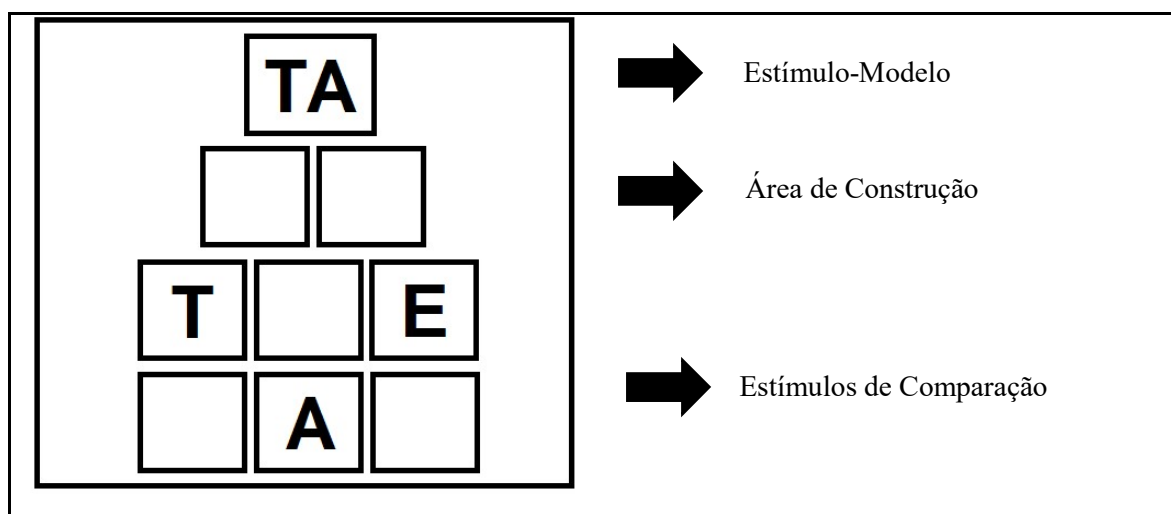 TA
Estímulo-Modelo
Área de Construção
T E
A
Estímulos de Comparação